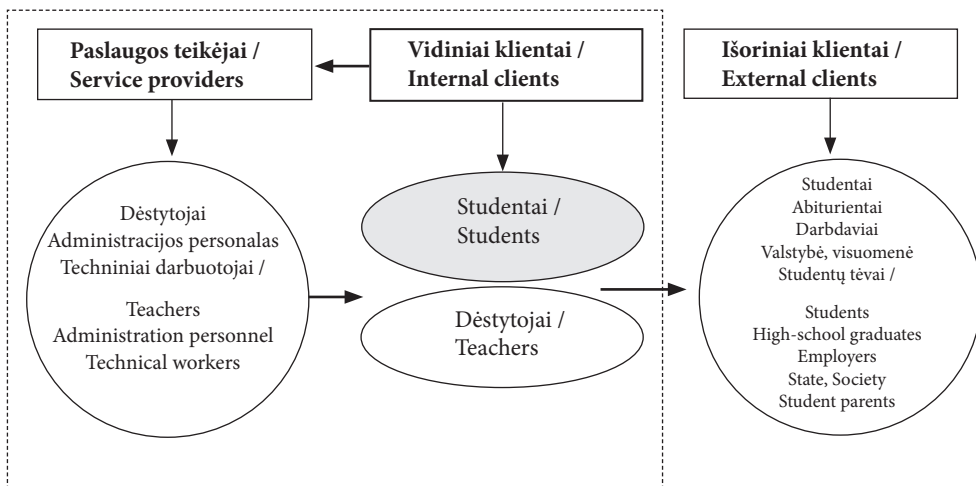 Paslaugos teikėjai /
Service providers
Vidiniai klientai /
Internal clients
Išoriniai klientai /
External clients
Dėstytojai
Administracijos personalas
Techniniai darbuotojai /
Teachers
Administration personnel
Technical workers
Studentai /
Students
Dėstytojai /
Teachers
Studentai
Abiturientai
Darbdaviai
Valstybė, visuomenė
Studentų tėvai /
Students
High-school graduates
Employers
State, Society
Student parents